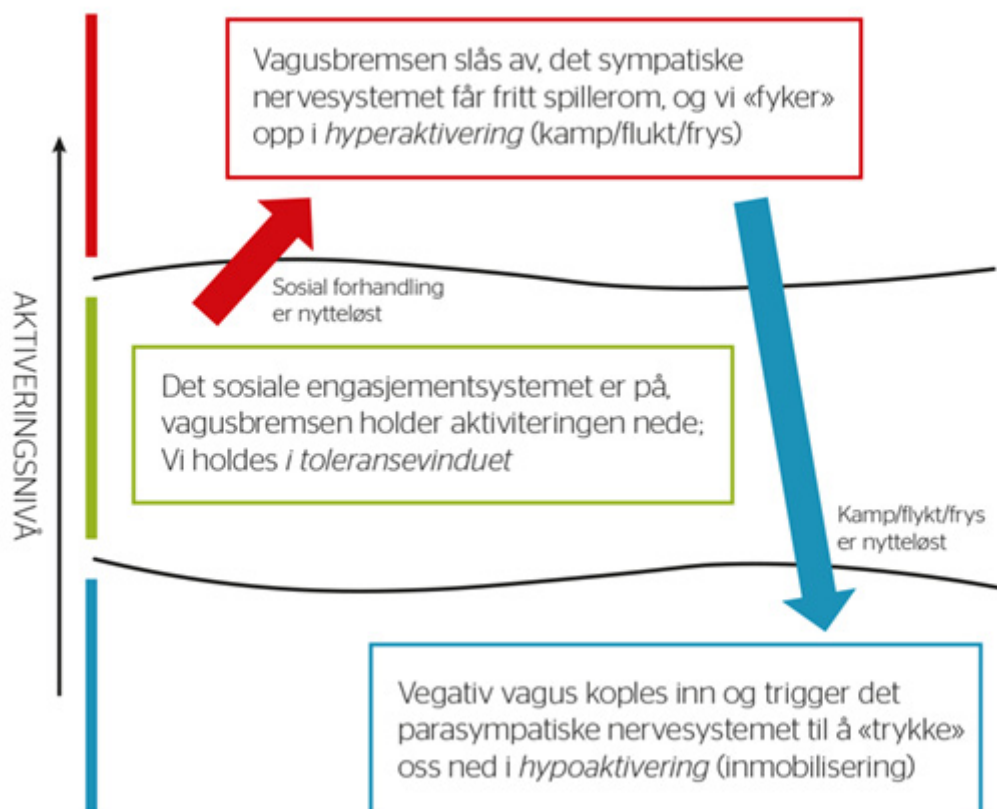 Vagusbremsen slås av, det sympatiske
nervesystemet får fritt spillerom, og vi «fyker»
opp i hyperaktivering (kamp/flukt/frys)
Sosial forhandling
er nytteløst
AKTIVERINGSNIVÅ
Det sosiale engasjementsystemet er på,
vagusbremsen holder aktiviteringen nede;
Vi holdes i toleransevinduet
Kamp/flykt/frys
er nytteløst
Vegativ vagus koples inn og trigger det
parasympatiske nervesystemet til å «trykke»
oss ned i hypoaktivering (inmobilisering)